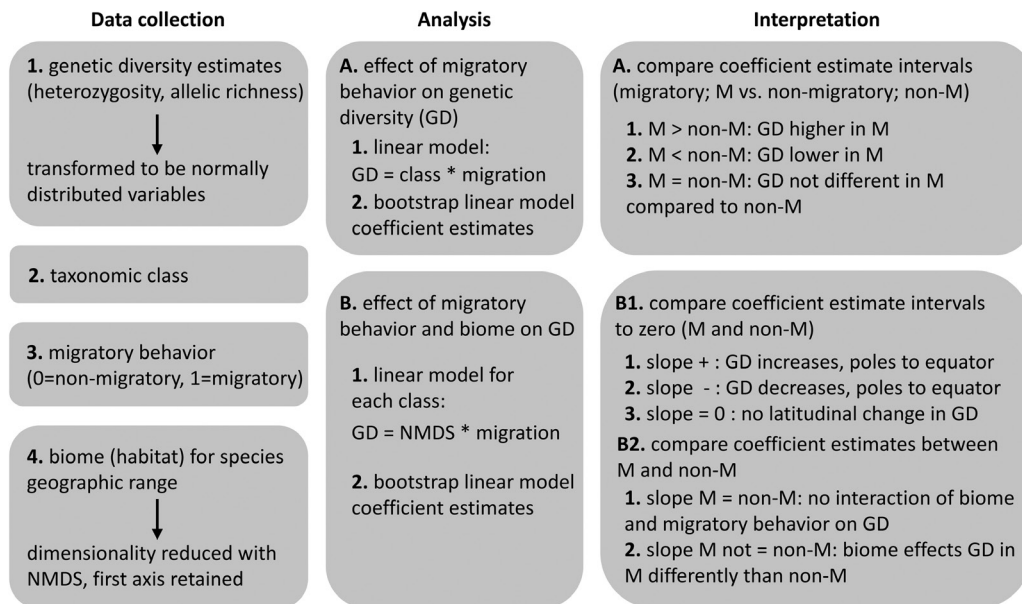 Data collection
1. genetic diversity estimates
(heterozygosity, allelic richness)
transformed to be normally
distributed variables
2. taxonomic class
3. migratory behavior
(0=non-migratory, 1=migratory)
4. biome (habitat) for species
geographic range
dimensionality reduced with
NMDS, first axis retained
Analysis
A. effect of migratory
behavior on genetic
diversity (GD)
1. linear model:
GD = class * migration
2. bootstrap linear model
coefficient estimates
B. effect of migratory
behavior and biome on GD
1. linear model for
each class:
GD = NMDS * migration
2. bootstrap linear model
coefficient estimates
Interpretation
A. compare coefficient estimate intervals
(migratory; M vs. non-migratory; non-M)
1. M > non-M: GD higher in M
2. M < non-M: GD lower in M
3. M = non-M: GD not different in M
compared to non-M
B1. compare coefficient estimate intervals
to zero (M and non-M)
1. slope + : GD increases, poles to equator
2. slope - : GD decreases, poles to equator
3. slope = 0 : no latitudinal change in GD
B2. compare coefficient estimates between
M and non-M
1. slope M = non-M: no interaction of biome
and migratory behavior on GD
2. slope M not = non-M: biome effects GD in
M differently than non-M